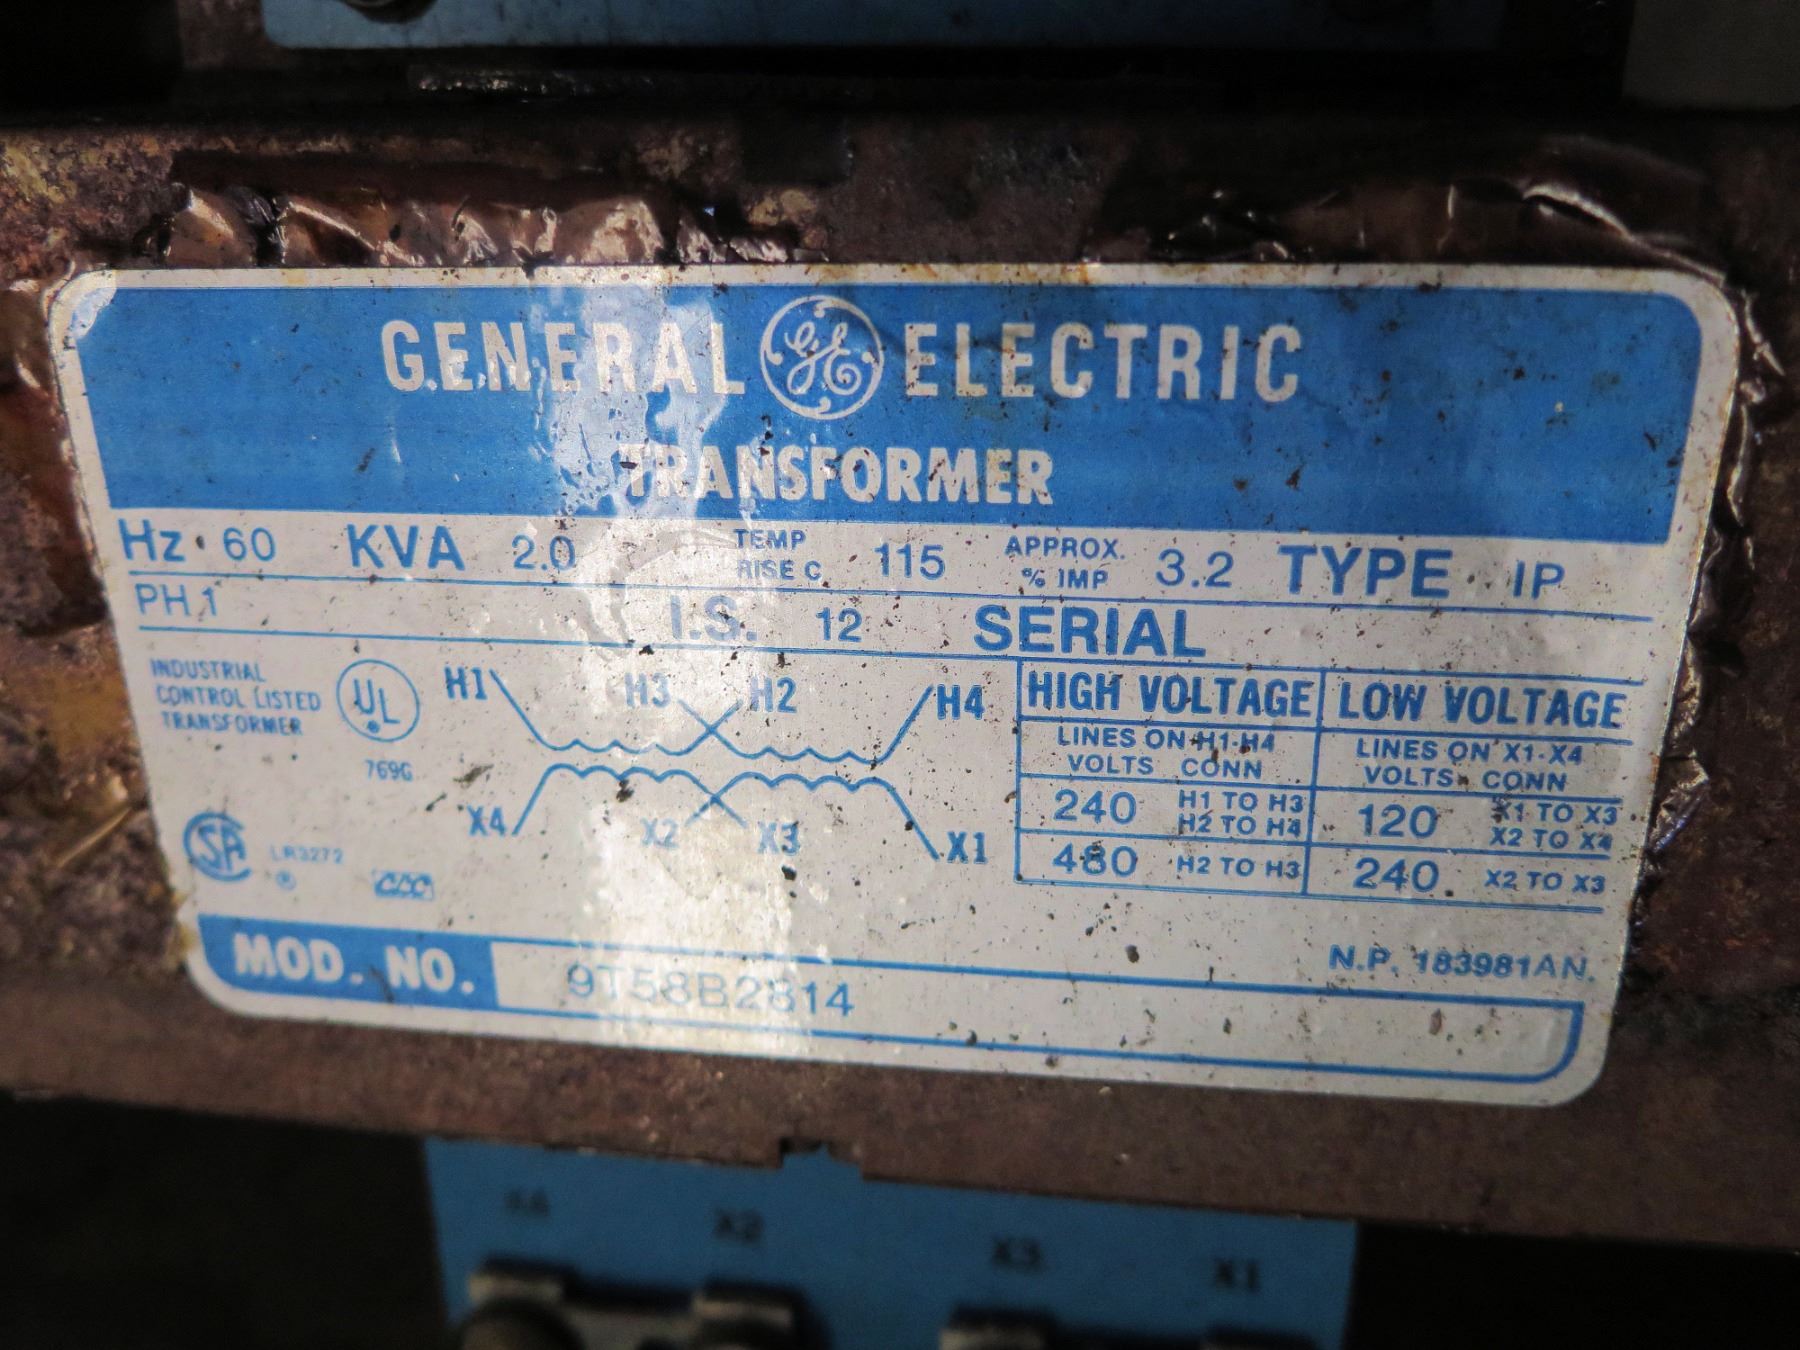 GENERAL GE ELECTRIC
TRANSFORMER
Hz 60 KVA 2.0 TEMP RISE C 115 APPROX. % IMP 3.2 TYPE IP
PH 1 I.S. 12 SERIAL
INDUSTRIAL
CONTROL LISTED
TRANSFORMER
UL
769G
H1 H3 H2 H4
X4 X2 X3 X1
HIGH VOLTAGE LOW VOLTAGE
LINES ON H1-H4 LINES ON X1-X4
VOLTS CONN VOLTS CONN
240 H1 TO H3 120 X1 TO X3
H2 TO H4 X2 TO X4
480 H2 TO H3 240 X2 TO X3
SA LR3272
®
N.P. 183981AN.
MOD. NO. 9T58B2814
X4 X2 X3 X1